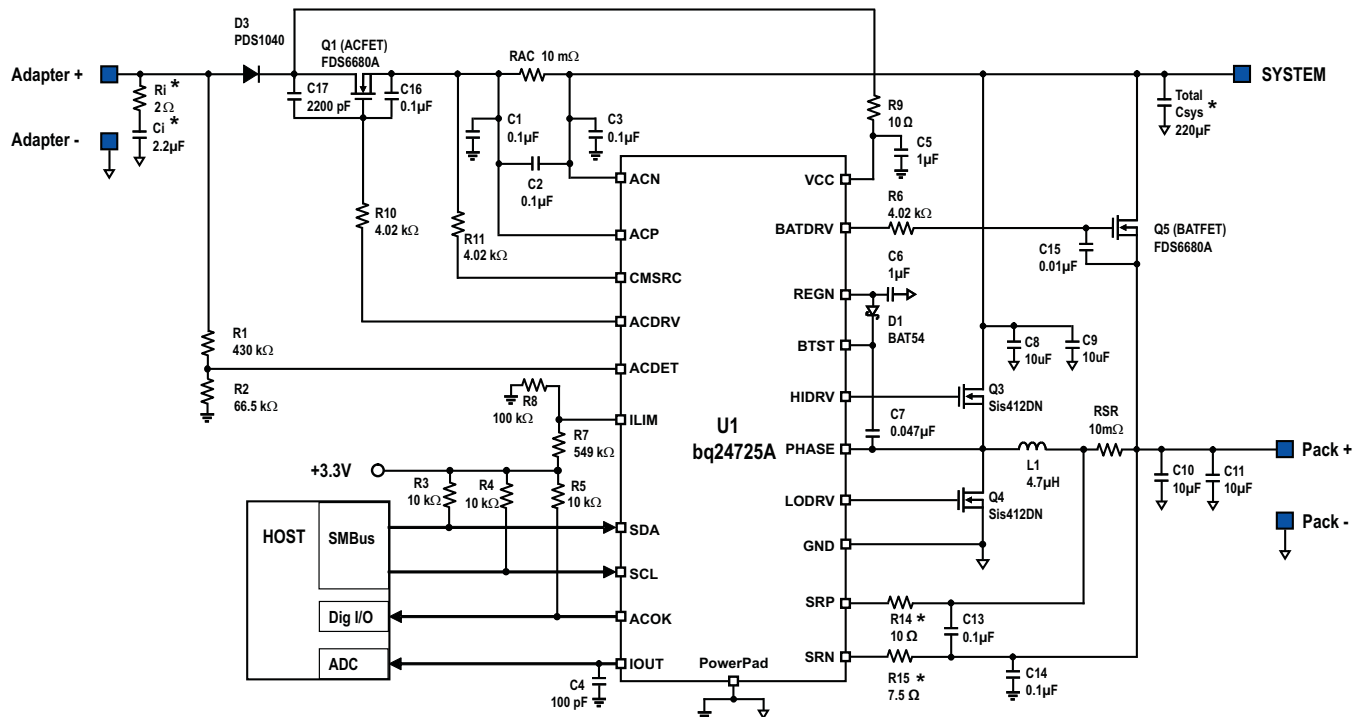 D3
PDS1040
Q1 (ACFET)
FDS6680A
RAC 10 mΩ
Adapter +
SYSTEM
Ri *
2Ω
Ci *
2.2µF
C17
2200 pF
C16
0.1µF
R9
10 Ω
Total
Csys *
220µF
Adapter -
C1
0.1µF
C3
0.1µF
C5
1µF
C2
0.1µF
ACN
VCC
R6
4.02 kΩ
R10
4.02 kΩ
R11
4.02 kΩ
ACP
BATDRV
Q5 (BATFET)
FDS6680A
C15
0.01µF
C6
1µF
CMSRC
REGN
D1
BAT54
ACDRV
R1
430 kΩ
BTST
C8
10uF
C9
10uF
ACDET
R2
66.5 kΩ
R8
100 kΩ
HIDRV
Q3
Sis412DN
ILIM
U1
bq24725A
C7
0.047µF
RSR
10mΩ
R7
549 kΩ
PHASE
Pack +
L1
4.7µH
C10
10µF
C11
10µF
+3.3V
R3
10 kΩ
R4
10 kΩ
R5
10 kΩ
LODRV
Q4
Sis412DN
HOST
SMBus
SDA
GND
Pack -
SCL
SRP
R14 *
10 Ω
C13
0.1µF
Dig I/O
ACOK
ADC
IOUT
PowerPad
SRN
R15 *
7.5 Ω
C14
0.1µF
C4
100 pF